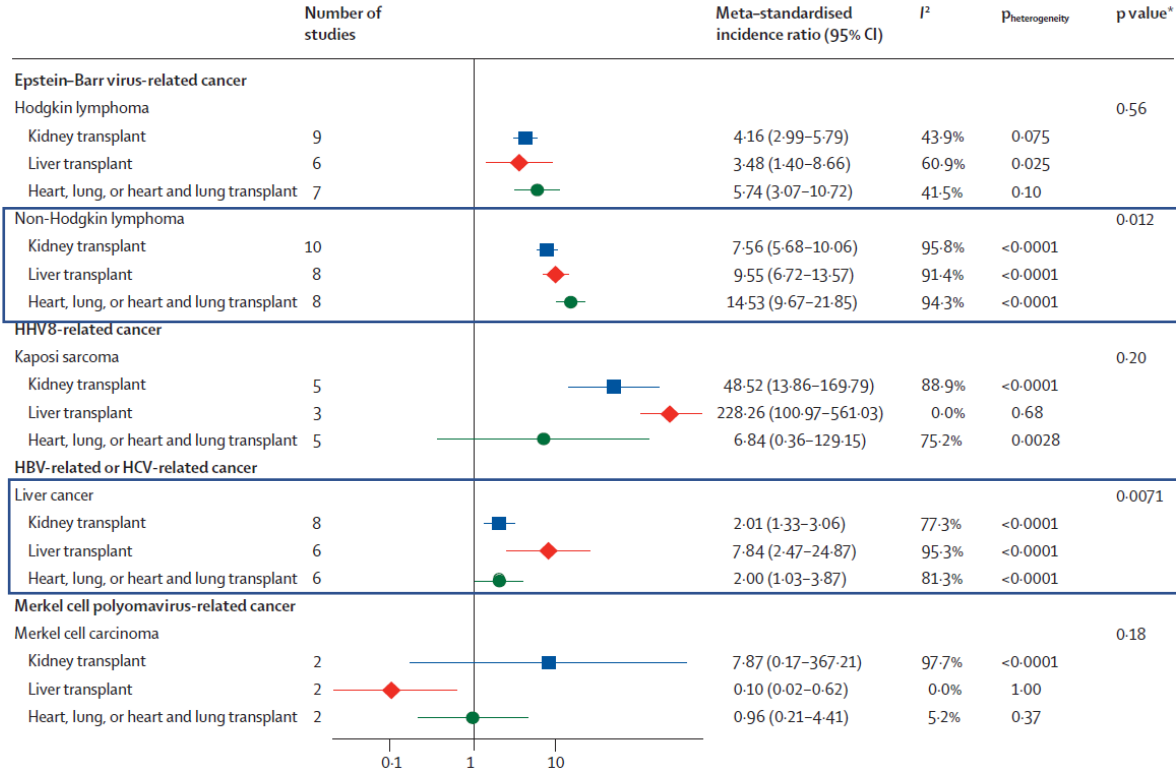 Number of studies Meta–standardised incidence ratio (95% CI) I² pheterogeneity p value*
Epstein–Barr virus-related cancer
Hodgkin lymphoma 0·56
Kidney transplant 9 4·16 (2·99–5·79) 43·9% 0·075
Liver transplant 6 3·48 (1·40–8·66) 60·9% 0·025
Heart, lung, or heart and lung transplant 7 5·74 (3·07–10·72) 41·5% 0·10
Non-Hodgkin lymphoma 0·012
Kidney transplant 10 7·56 (5·68–10·06) 95·8% <0·0001
Liver transplant 8 9·55 (6·72–13·57) 91·4% <0·0001
Heart, lung, or heart and lung transplant 8 14·53 (9·67–21·85) 94·3% <0·0001
HHV8-related cancer
Kaposi sarcoma 0·20
Kidney transplant 5 48·52 (13·86–169·79) 88·9% <0·0001
Liver transplant 3 228·26 (100·97–561·03) 0·0% 0·68
Heart, lung, or heart and lung transplant 5 6·84 (0·36–129·15) 75·2% 0·0028
HBV-related or HCV-related cancer
Liver cancer 0·0071
Kidney transplant 8 2·01 (1·33–3·06) 77·3% <0·0001
Liver transplant 6 7·84 (2·47–24·87) 95·3% <0·0001
Heart, lung, or heart and lung transplant 6 2·00 (1·03–3·87) 81·3% <0·0001
Merkel cell polyomavirus-related cancer
Merkel cell carcinoma 0·18
Kidney transplant 2 7·87 (0·17–367·21) 97·7% <0·0001
Liver transplant 2 0·10 (0·02–0·62) 0·0% 1·00
Heart, lung, or heart and lung transplant 2 0·96 (0·21–4·41) 5·2% 0·37
0·1 1 10